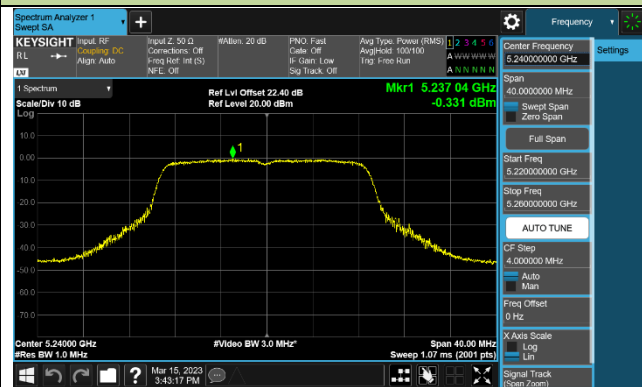 Spectrum Analyzer 1
Swept SA
+
Frequency
KEYSIGHT
RL
LXI
Input: RF
Coupling: DC
Align: Auto
Input Z: 50 Ω
Corrections: Off
Freq Ref: Int (S)
NFE: Off
#Atten: 20 dB
PNO: Fast
Gate: Off
IF Gain: Low
Sig Track: Off
Avg Type: Power (RMS)
Avg|Hold: 100/100
Trig: Free Run
1 2 3 4 5 6
A W W W W W
A N N N N N
1 Spectrum
Scale/Div 10 dB
Log
Ref Lvl Offset 22.40 dB
Ref Level 20.00 dBm
Mkr1 5.237 04 GHz
-0.331 dBm
1
10.0
0.00
-10.0
-20.0
-30.0
-40.0
-50.0
-60.0
-70.0
Center 5.24000 GHz
#Res BW 1.0 MHz
#Video BW 3.0 MHz*
Span 40.00 MHz
Sweep 1.07 ms (2001 pts)
?
Mar 15, 2023
3:43:17 PM
Center Frequency
5.240000000 GHz
Settings
Span
40.0000000 MHz
Swept Span
Zero Span
Full Span
Start Freq
5.220000000 GHz
Stop Freq
5.260000000 GHz
AUTO TUNE
CF Step
4.000000 MHz
Auto
Man
Freq Offset
0 Hz
X Axis Scale
Log
Lin
Signal Track
(Span Zoom)